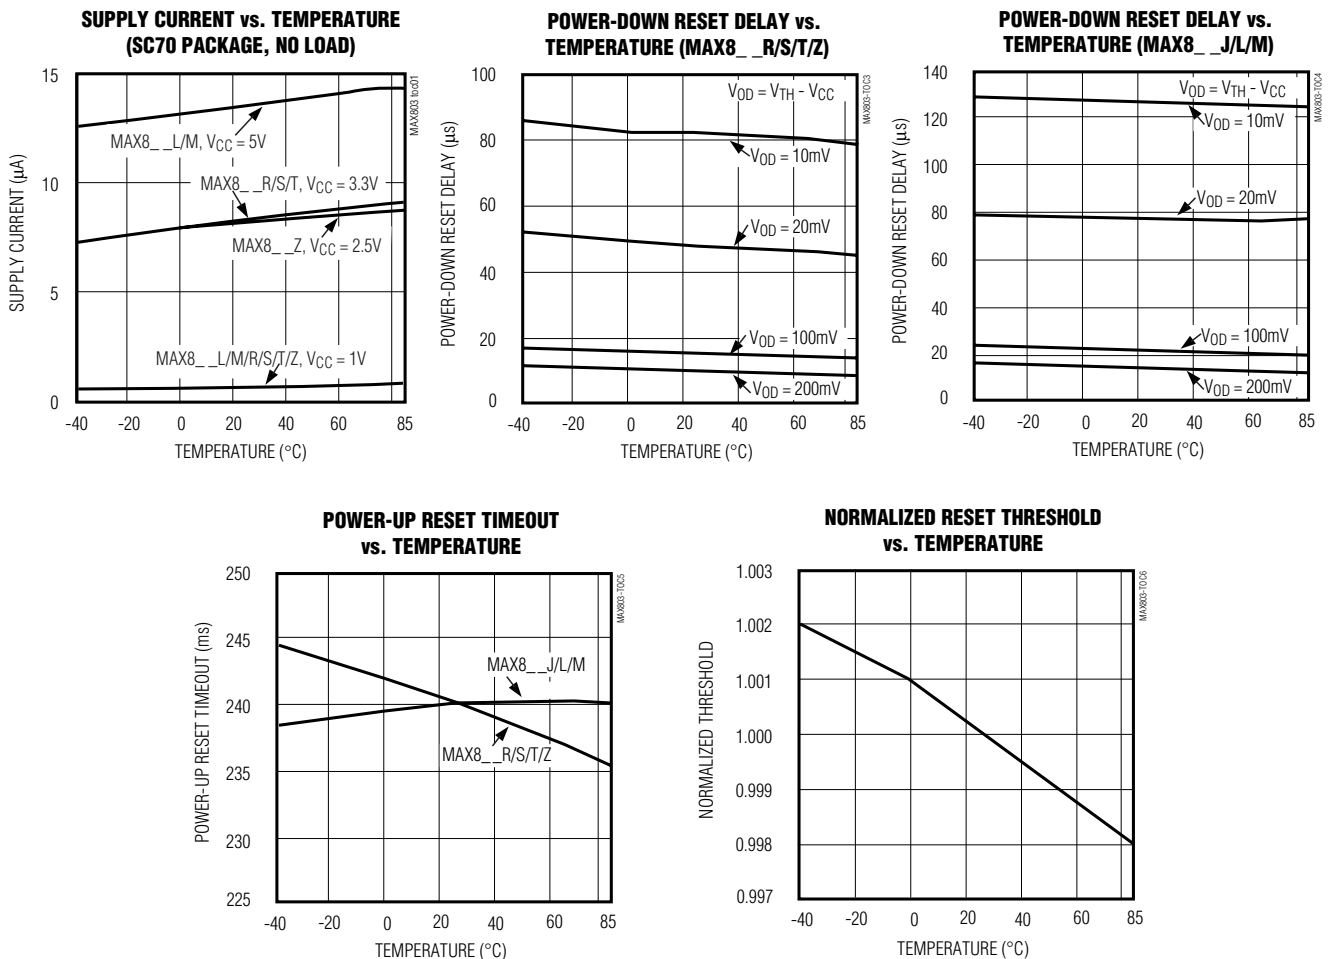 SUPPLY CURRENT vs. TEMPERATURE
(SC70 PACKAGE, NO LOAD)
MAX803 toc01
SUPPLY CURRENT (µA)
15
10
5
0
MAX8_ _L/M, VCC = 5V
MAX8_ _R/S/T, VCC = 3.3V
MAX8_ _Z, VCC = 2.5V
MAX8_ _L/M/R/S/T/Z, VCC = 1V
-40 -20 0 20 40 60 85
TEMPERATURE (°C)
POWER-DOWN RESET DELAY vs.
TEMPERATURE (MAX8_ _R/S/T/Z)
MAX803-TOC3
POWER-DOWN RESET DELAY (µs)
100
80
60
40
20
0
VOD = VTH - VCC
VOD = 10mV
VOD = 20mV
VOD = 100mV
VOD = 200mV
-40 -20 0 20 40 60 85
TEMPERATURE (°C)
POWER-DOWN RESET DELAY vs.
TEMPERATURE (MAX8_ _J/L/M)
MAX803-TOC4
POWER-DOWN RESET DELAY (µs)
140
120
100
80
60
40
20
0
VOD = VTH - VCC
VOD = 10mV
VOD = 20mV
VOD = 100mV
VOD = 200mV
-40 -20 0 20 40 60 85
TEMPERATURE (°C)
POWER-UP RESET TIMEOUT
vs. TEMPERATURE
MAX803-TOC5
POWER-UP RESET TIMEOUT (ms)
250
245
240
235
230
225
MAX8_ _J/L/M
MAX8_ _R/S/T/Z
-40 -20 0 20 40 60 85
TEMPERATURE (°C)
NORMALIZED RESET THRESHOLD
vs. TEMPERATURE
MAX803-TOC6
NORMALIZED THRESHOLD
1.003
1.002
1.001
1.000
0.999
0.998
0.997
-40 -20 0 20 40 60 85
TEMPERATURE (°C)